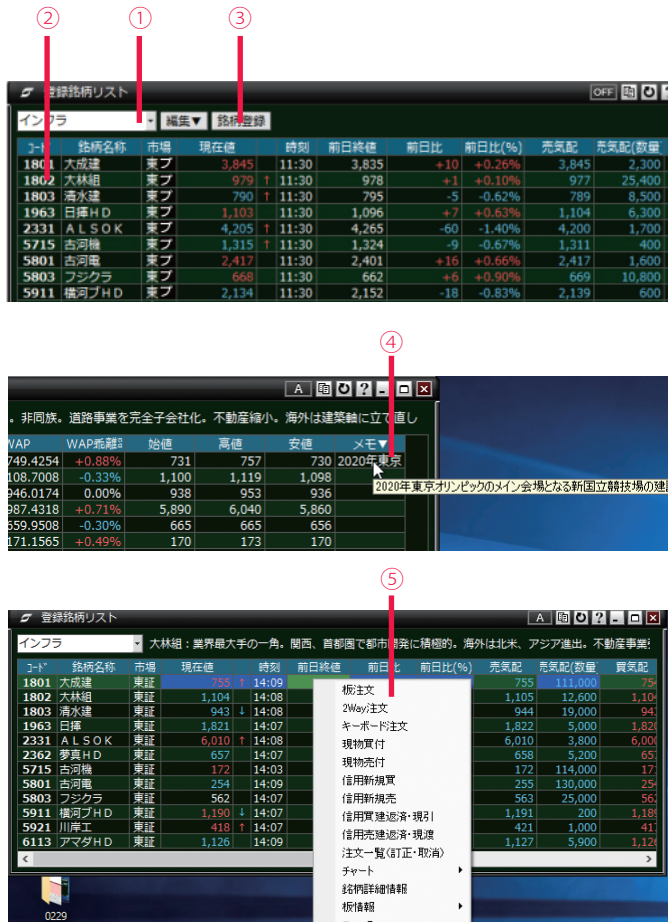 ② ① ③
登録銘柄リスト OFF ?
インフラ 編集▼ 銘柄登録
コード 銘柄名称 市場 現在値 時刻 前日終値 前日比 前日比(%) 売気配 売気配(数量
1801 大成建 東プ 3,845 11:30 3,835 +10 +0.26% 3,845 2,300
1802 大林組 東プ 979 ↑ 11:30 978 +1 +0.10% 977 25,400
1803 清水建 東プ 790 ↑ 11:30 795 -5 -0.62% 789 8,500
1963 日揮HD 東プ 1,103 11:30 1,096 +7 +0.63% 1,104 6,300
2331 ALSOK 東プ 4,205 ↑ 11:30 4,265 -60 -1.40% 4,200 1,700
5715 古河機 東プ 1,315 ↑ 11:30 1,324 -9 -0.67% 1,311 400
5801 古河電 東プ 2,417 11:30 2,401 +16 +0.66% 2,417 1,600
5803 フジクラ 東プ 668 11:30 662 +6 +0.90% 669 10,800
5911 横河ブHD 東プ 2,134 11:30 2,152 -18 -0.83% 2,139 600
④
A ?
。非同族。道路事業を完全子会社化。不動産縮小。海外は建築軸に立て直し
WAP WAP乖離 始値 高値 安値 メモ▼
749.4254 +0.88% 731 757 730 2020年東京
108.7008 -0.33% 1,100 1,119 1,098
946.0174 0.00% 938 953 936
987.4318 +0.71% 5,890 6,040 5,860
659.9508 -0.30% 665 665 656
171.1565 +0.49% 170 173 170
2020年東京オリンピックのメイン会場となる新国立競技場の建
⑤
登録銘柄リスト A ?
インフラ 大林組：業界最大手の一角。関西、首都圏で都市開発に積極的。海外は北米、アジア進出。不動産事業
コード 銘柄名称 市場 現在値 時刻 前日終値 前日比 前日比(%) 売気配 売気配(数量 買気配
1801 大成建 東証 755 ↑ 14:09 755 111,000 754
1802 大林組 東証 1,104 14:08 1,105 12,600 1,104
1803 清水建 東証 943 ↓ 14:08 944 19,000 943
1963 日揮 東証 1,821 14:07 1,822 5,000 1,820
2331 ALSOK 東証 6,010 ↑ 14:08 6,010 3,800 6,000
2362 夢真HD 東証 657 14:07 658 5,200 657
5715 古河機 東証 172 14:03 172 114,000 171
5801 古河電 東証 254 14:09 255 130,000 254
5803 フジクラ 東証 562 14:07 563 25,000 562
5911 横河ブHD 東証 1,190 ↓ 14:07 1,191 200 1,189
5921 川岸工 東証 418 ↑ 14:07 421 1,000 417
6113 アマダHD 東証 1,126 14:09 1,127 5,900 1,126
板注文
2Way注文
キーボード注文
現物買付
現物売付
信用新規買
信用新規売
信用買建返済・現引
信用売建返済・現渡
注文一覧(訂正・取消)
チャート
銘柄詳細情報
板情報
0229